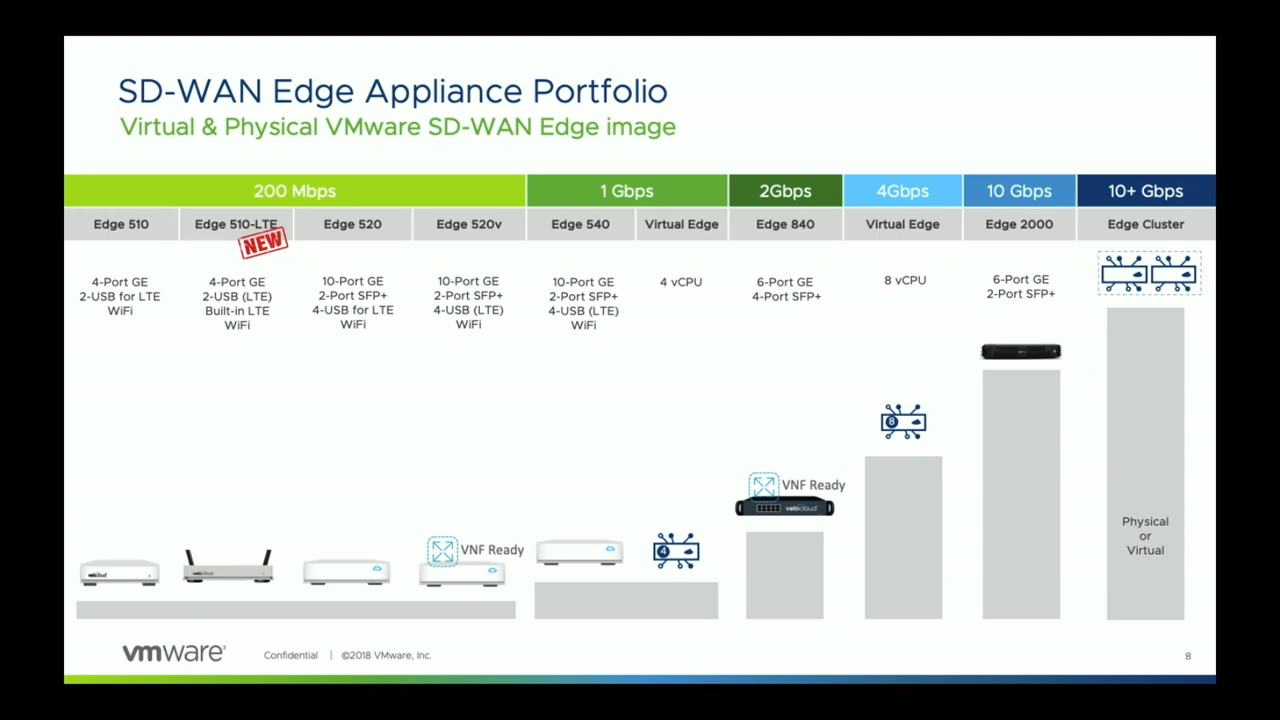 SD-WAN Edge Appliance Portfolio
Virtual & Physical VMware SD-WAN Edge image
200 Mbps
1 Gbps
2Gbps
4Gbps
10 Gbps
10+ Gbps
Edge 510
Edge 510-LTE
NEW
Edge 520
Edge 520v
Edge 540
Virtual Edge
Edge 840
Virtual Edge
Edge 2000
Edge Cluster
4-Port GE
2-USB for LTE
WiFi
4-Port GE
2-USB (LTE)
Built-in LTE
WiFi
10-Port GE
2-Port SFP+
4-USB for LTE
WiFi
10-Port GE
2-Port SFP+
4-USB (LTE)
WiFi
10-Port GE
2-Port SFP+
4-USB (LTE)
WiFi
4 vCPU
6-Port GE
4-Port SFP+
8 vCPU
6-Port GE
2-Port SFP+
8
VNF Ready
velocloud
VNF Ready
4
velocloud
velocloud
Physical
or
Virtual
vmware®
Confidential | ©2018 VMware, Inc.
8